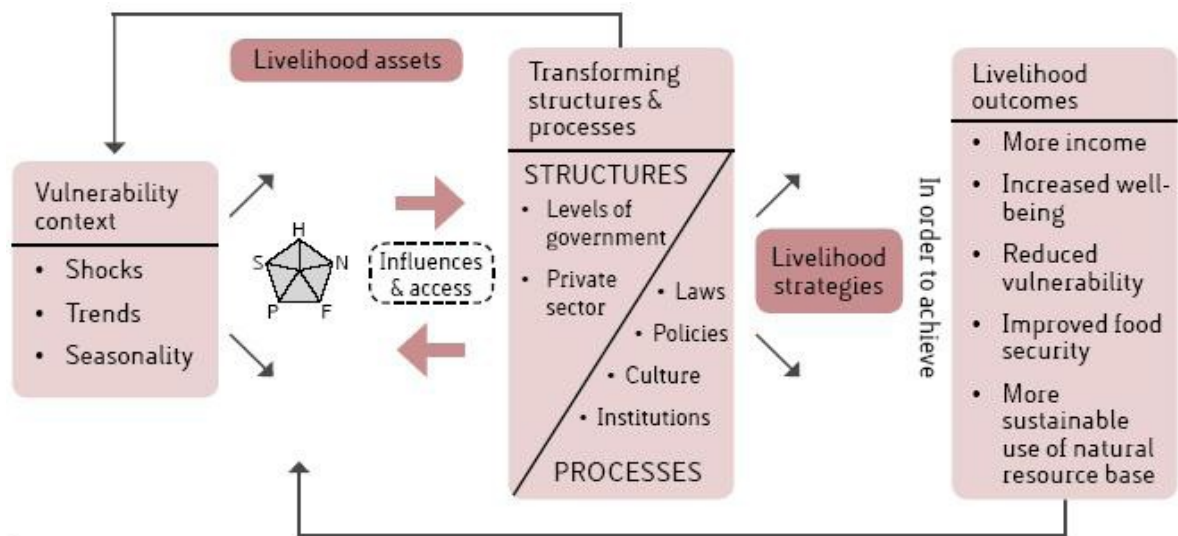 Livelihood assets
Vulnerability
context
• Shocks
• Trends
• Seasonality
H
S
N
P
F
Influences
& access
Transforming
structures &
processes
STRUCTURES
• Levels of
government
• Private
sector
• Laws
• Policies
• Culture
• Institutions
PROCESSES
Livelihood
strategies
In order to achieve
Livelihood
outcomes
• More income
• Increased well-
being
• Reduced
vulnerability
• Improved food
security
• More
sustainable
use of natural
resource base